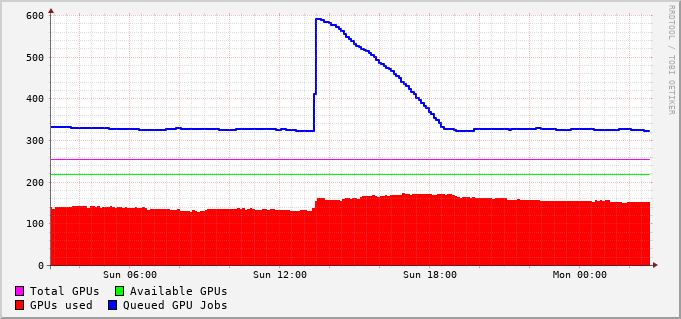 600
500
400
300
200
100
0
Sun 06:00 Sun 12:00 Sun 18:00 Mon 00:00
Total GPUs Available GPUs
GPUs used Queued GPU Jobs
RRDTOOL / TOBI OETIKER